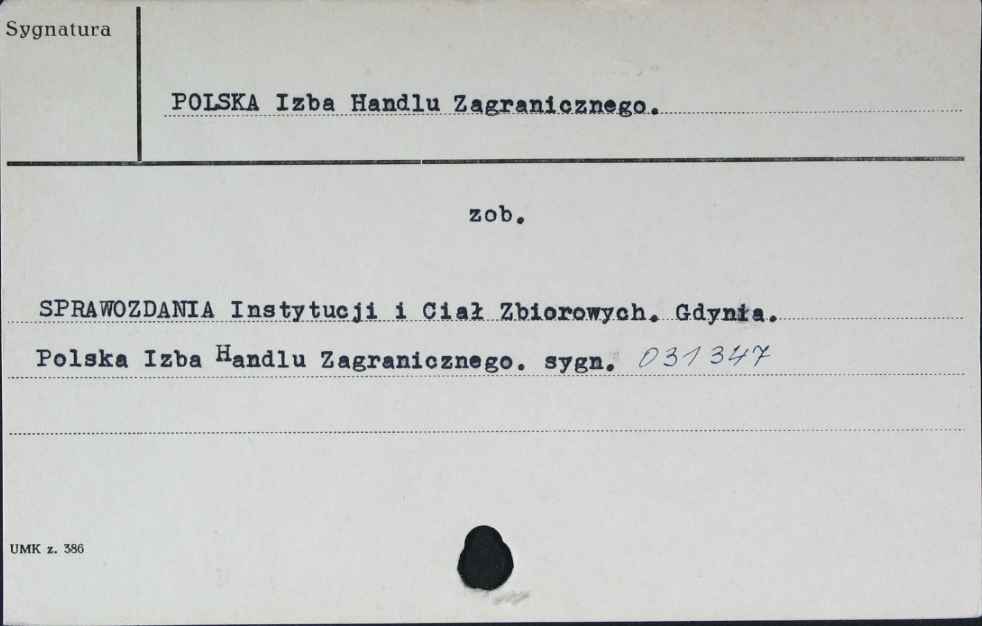 Sygnatura
POLSKA Izba Handlu Zagranicznego.
zob.
SPRAWOZDANIA Instytucji i Ciał Zbiorowych. Gdynia.
Polska Izba Handlu Zagranicznego. sygn. 031347
UMK z. 386